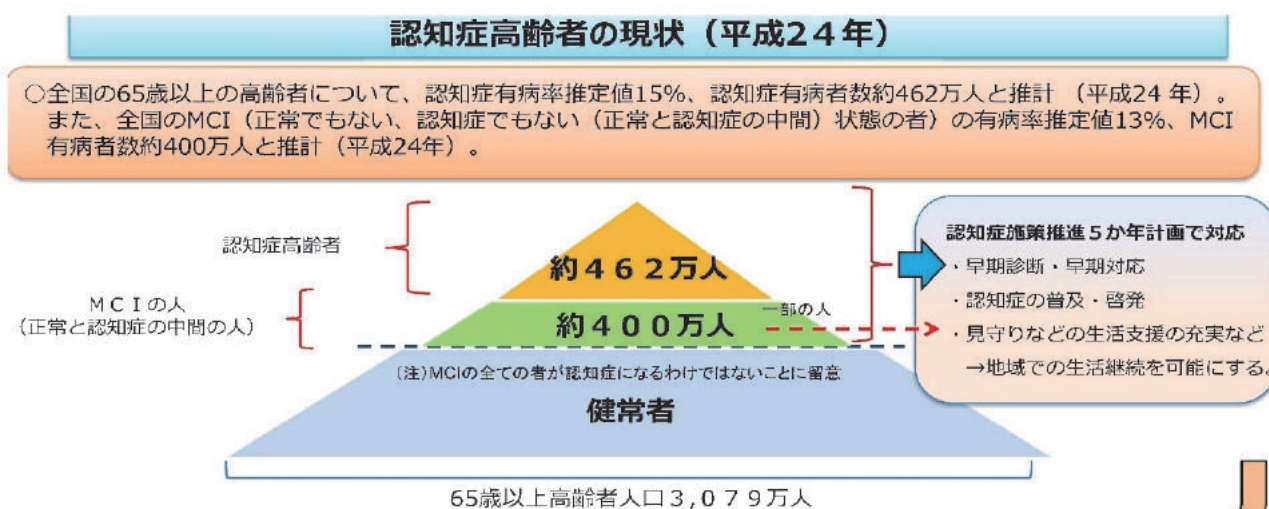 認知症高齢者の現状（平成２４年）
○全国の65歳以上の高齢者について、認知症有病率推定値15%、認知症有病者数約462万人と推計 （平成24 年）。
また、全国のMCI（正常でもない、認知症でもない（正常と認知症の中間）状態の者）の有病率推定値13%、MCI
有病者数約400万人と推計（平成24年）。
認知症高齢者
約４６２万人
ＭＣＩの人
（正常と認知症の中間の人）
約４００万人
一部の人
（注）MCIの全ての者が認知症になるわけではないことに留意
健常者
65歳以上高齢者人口３，０７９万人
認知症施策推進５か年計画で対応
・早期診断・早期対応
・認知症の普及・啓発
・見守りなどの生活支援の充実など
→地域での生活継続を可能にする。